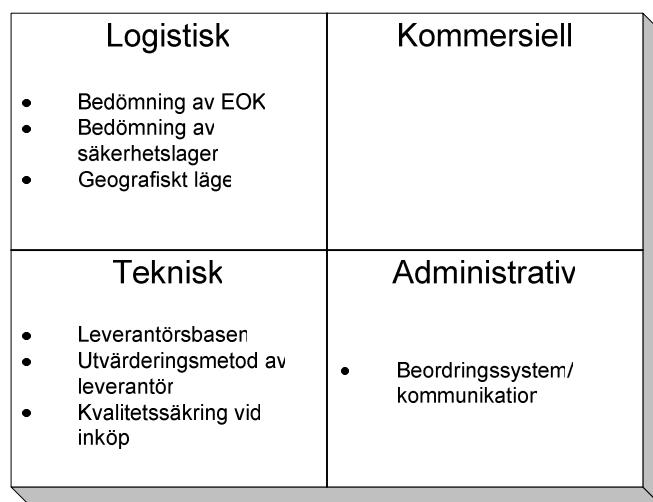 Logistisk
• Bedömning av EOK
• Bedömning av
säkerhetslager
• Geografiskt läge
Kommersiell
Teknisk
• Leverantörsbasen
• Utvärderingsmetod av
leverantör
• Kvalitetssäkring vid
inköp
Administrativ
• Beordringssystem/
kommunikation